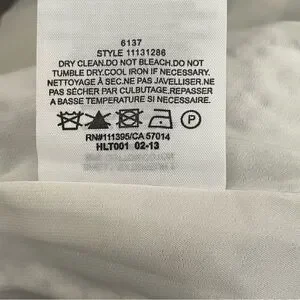 6137
STYLE 11131286
DRY CLEAN.DO NOT BLEACH.DO NOT
TUMBLE DRY.COOL IRON IF NECESSARY.
NETTOYAGE À SEC.NE PAS JAVELLISER.NE
PAS SÉCHER PAR CULBUTAGE.REPASSER
A BASSE TEMPERATURE SI NECESSAIRE.
P
RN#111395/CA 57014
HLT001 02-13